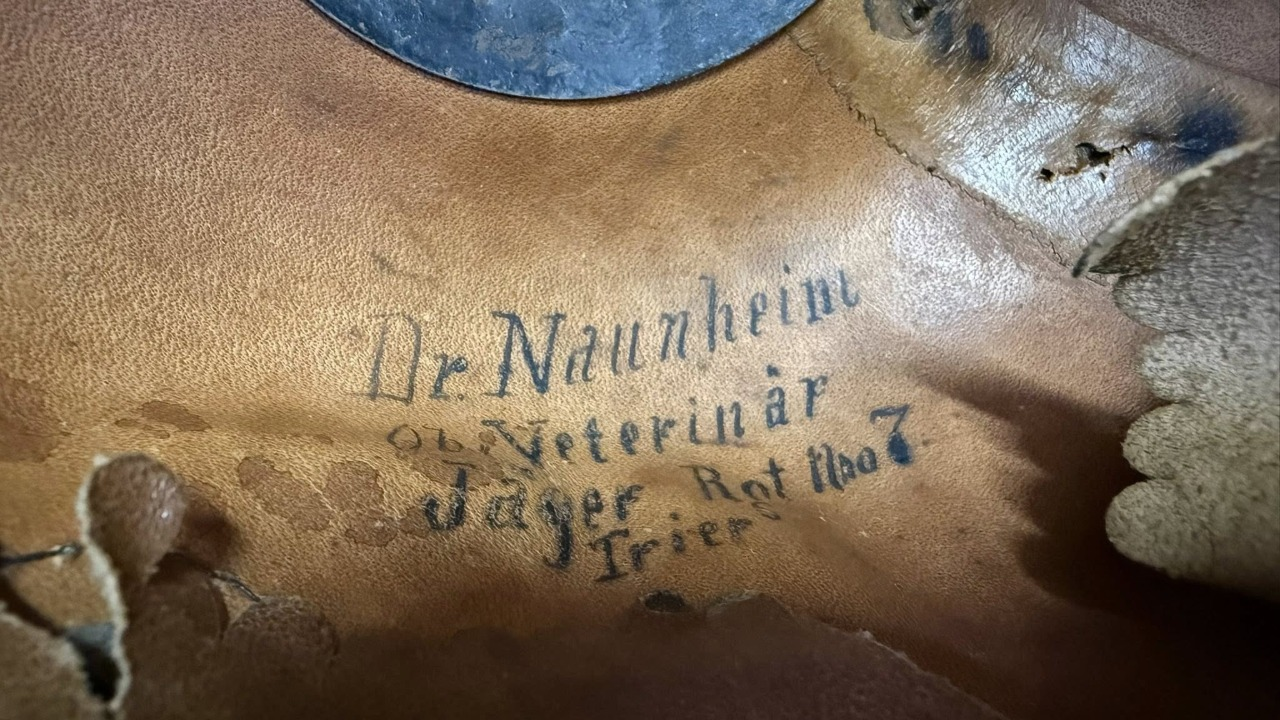 Dr. Naunheim
Ob. Veterinär
Jäger Rgt No 7
Trier